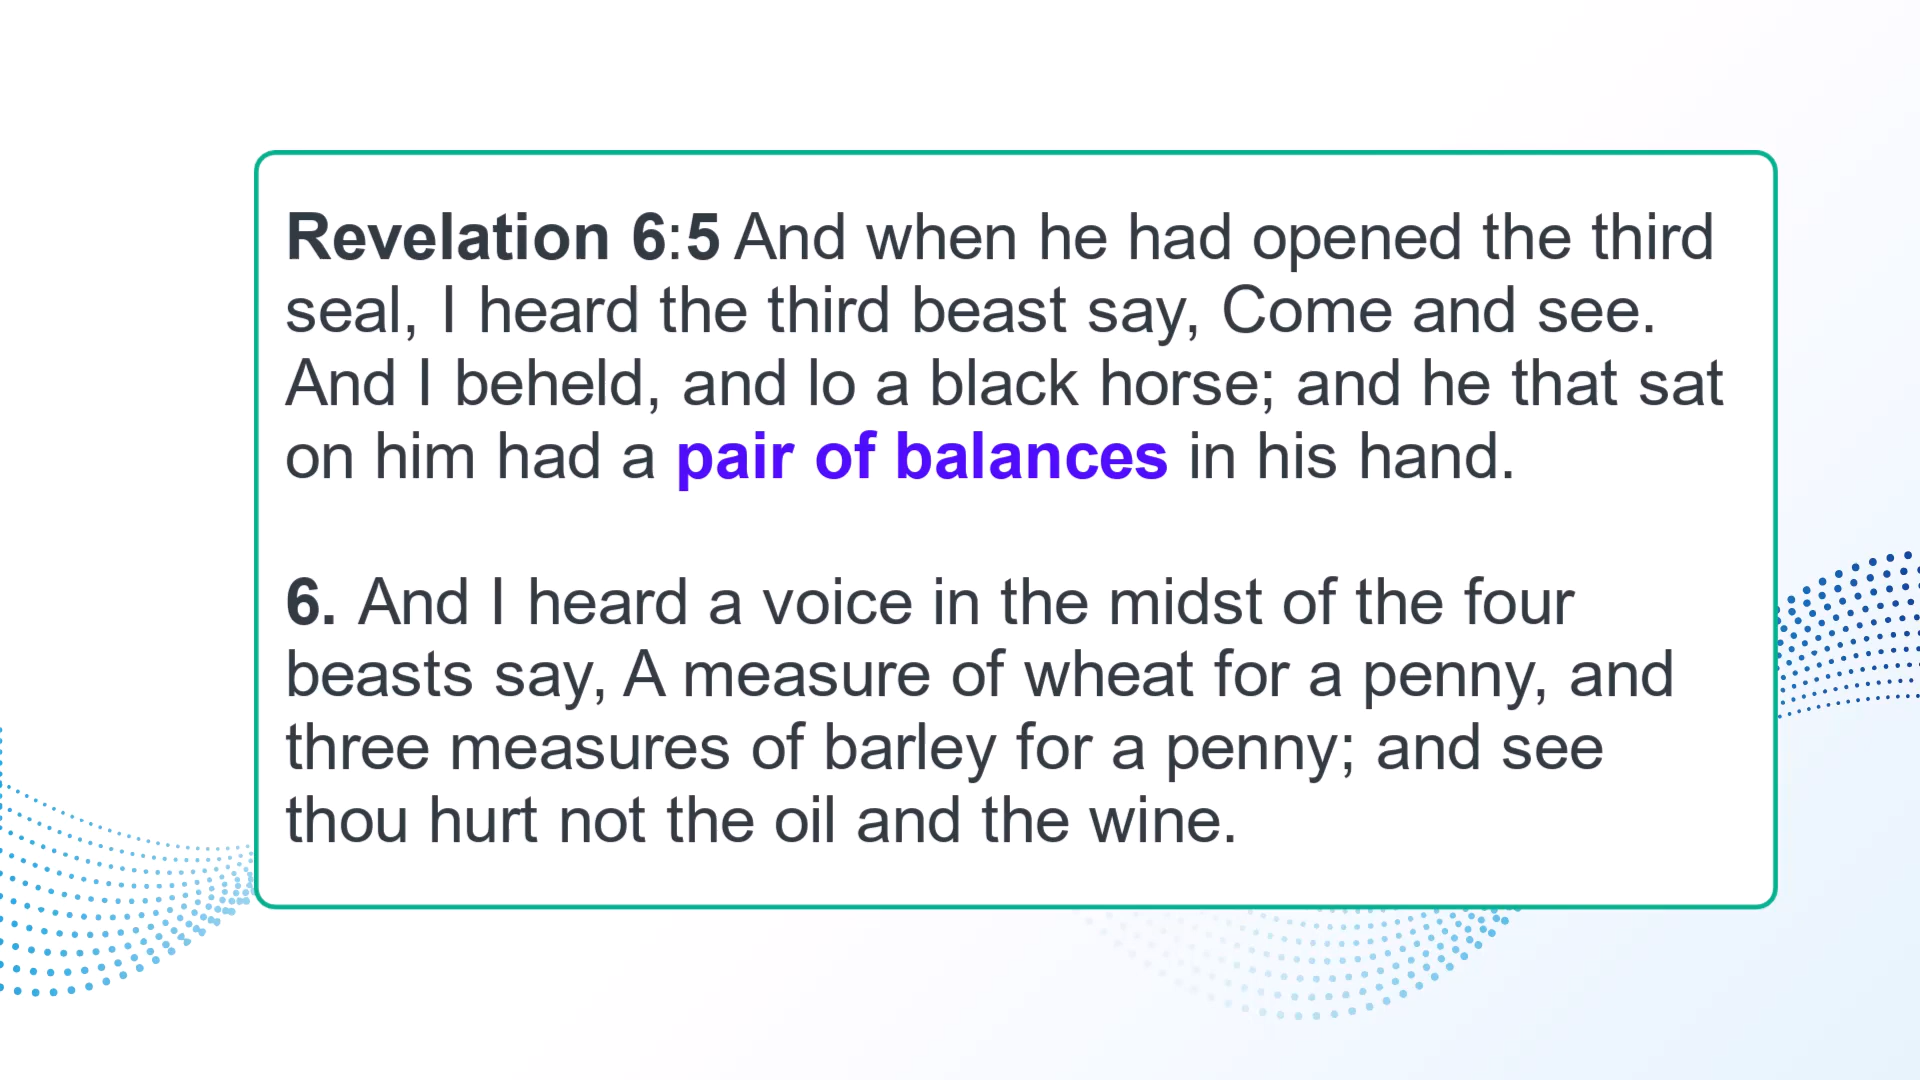 Revelation 6:5 And when he had opened the third
seal, I heard the third beast say, Come and see.
And I beheld, and lo a black horse; and he that sat
on him had a pair of balances in his hand.
6. And I heard a voice in the midst of the four
beasts say, A measure of wheat for a penny, and
three measures of barley for a penny; and see
thou hurt not the oil and the wine.